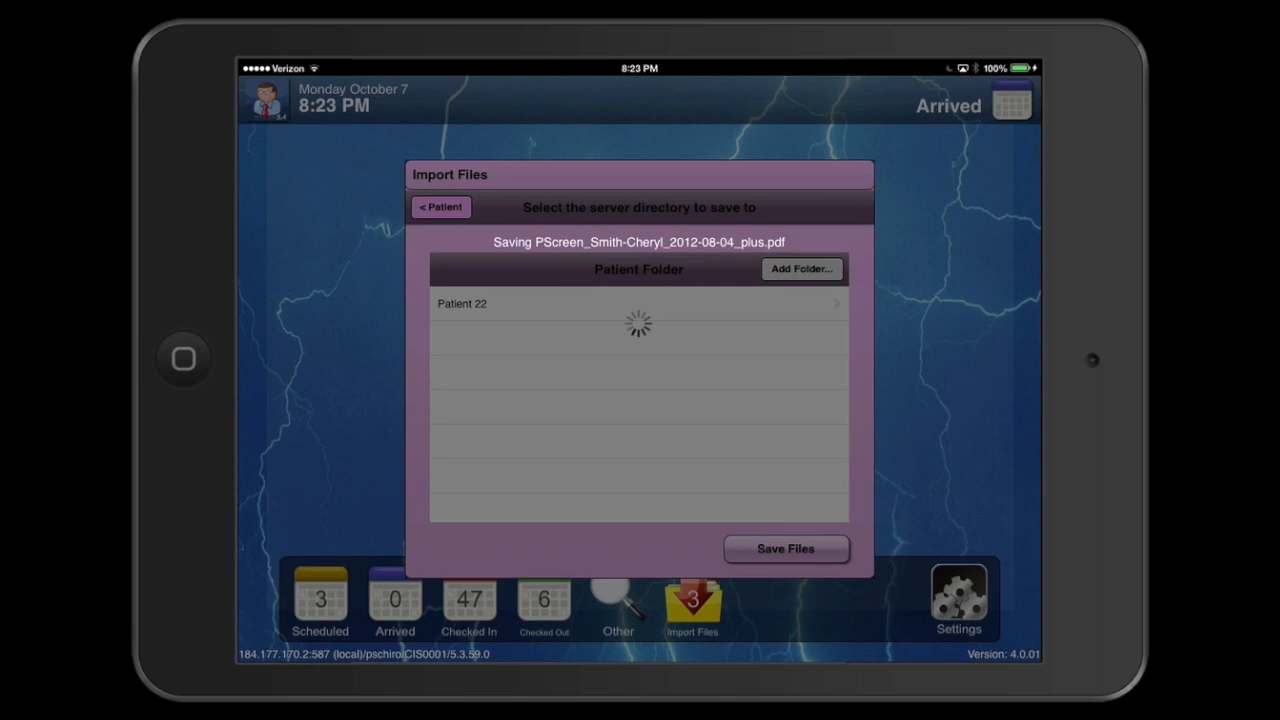 ●●●●● Verizon 8:23 PM 100%
Monday October 7
8:23 PM
5.4
Arrived
Import Files
< Patient Select the server directory to save to
Saving PScreen_Smith-Cheryl_2012-08-04_plus.pdf
Patient Folder Add Folder...
Patient 22
Save Files
3 0 47 6 3
Scheduled Arrived Checked In Checked Out Other Import Files Settings
184.177.170.2:587 (local)/pschiro/CIS0001/5.3.59.0 Version: 4.0.01